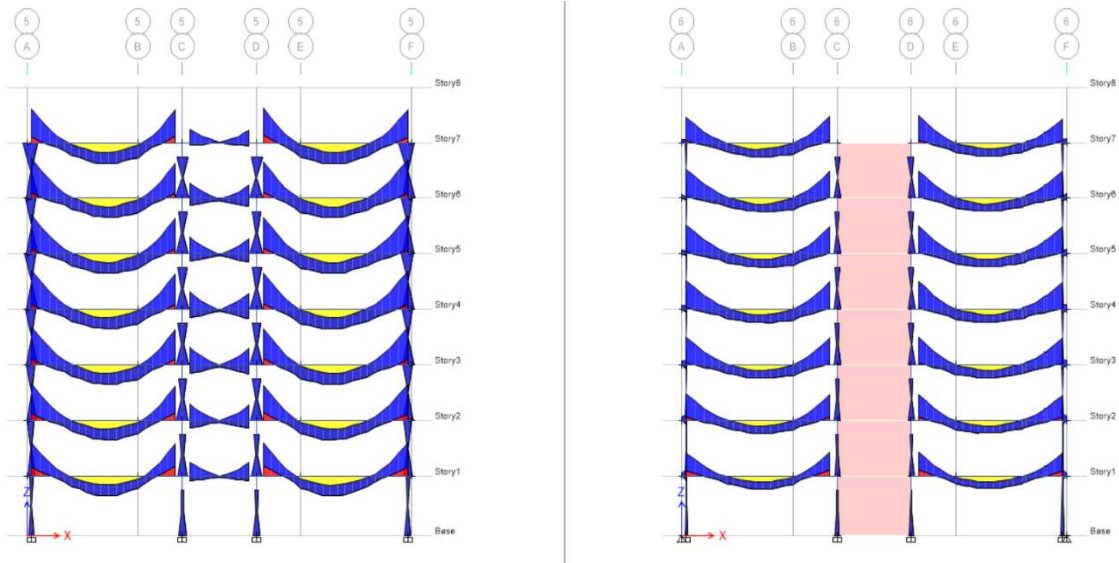 5 5 5 5 5 5
A B C D E F
Story8
Story7
Story6
Story5
Story4
Story3
Story2
Story1
Z
Base
X
6 6 6 6 6 6
A B C D E F
Story8
Story7
Story6
Story5
Story4
Story3
Story2
Story1
Z
Base
X